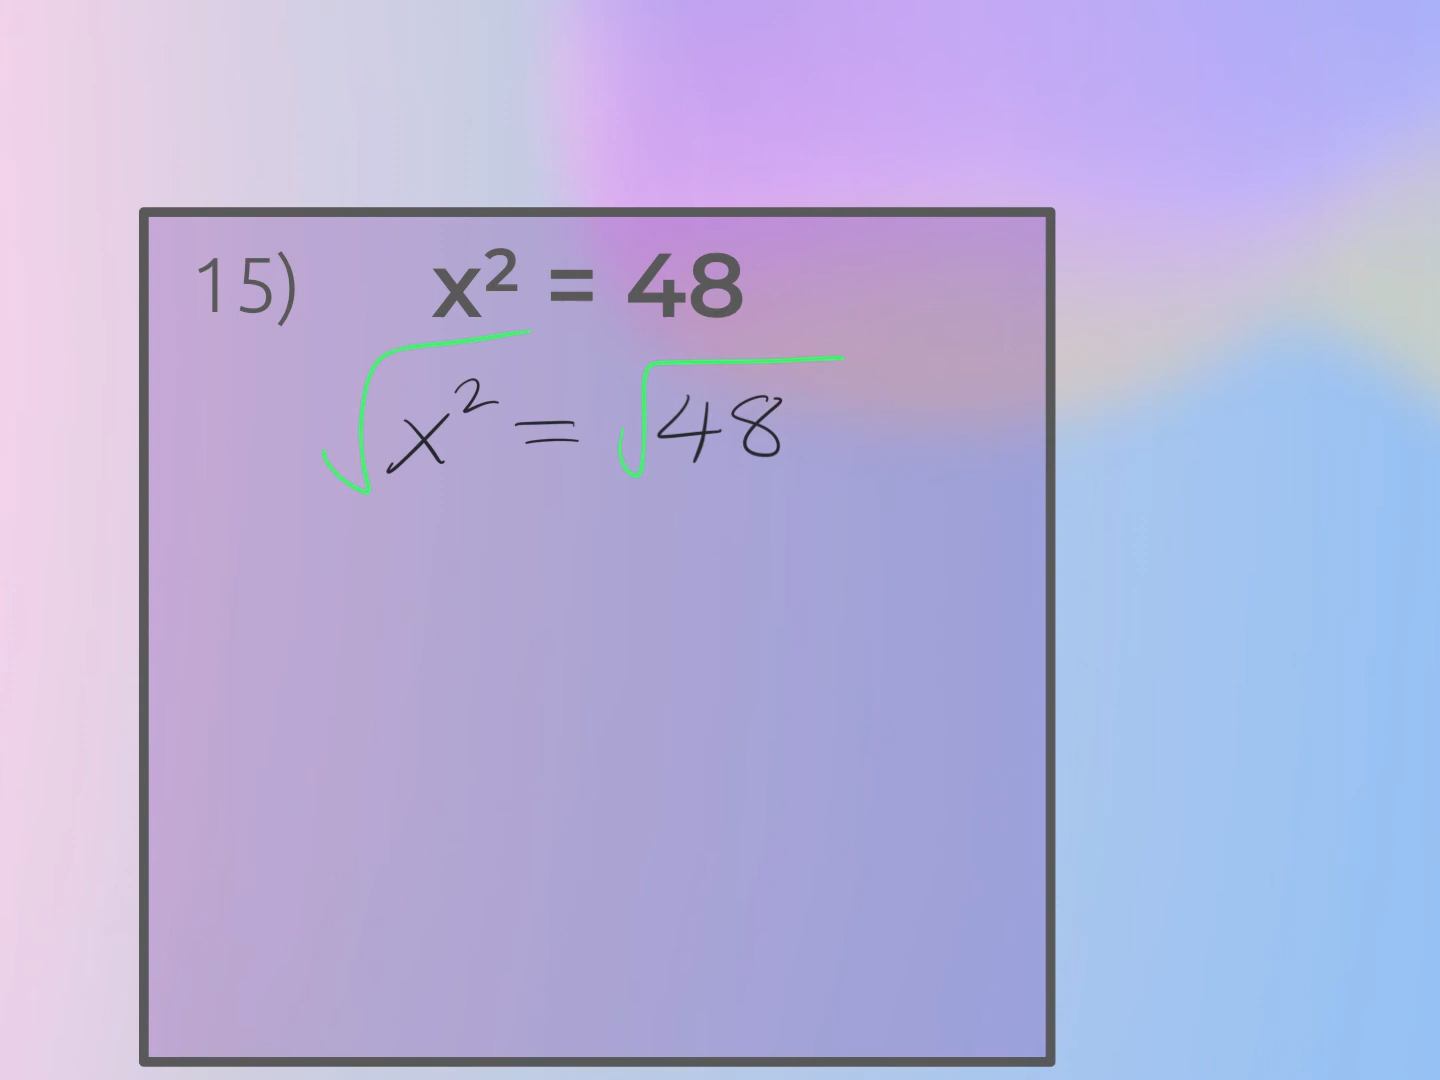 15) x² = 48
√x² = √48